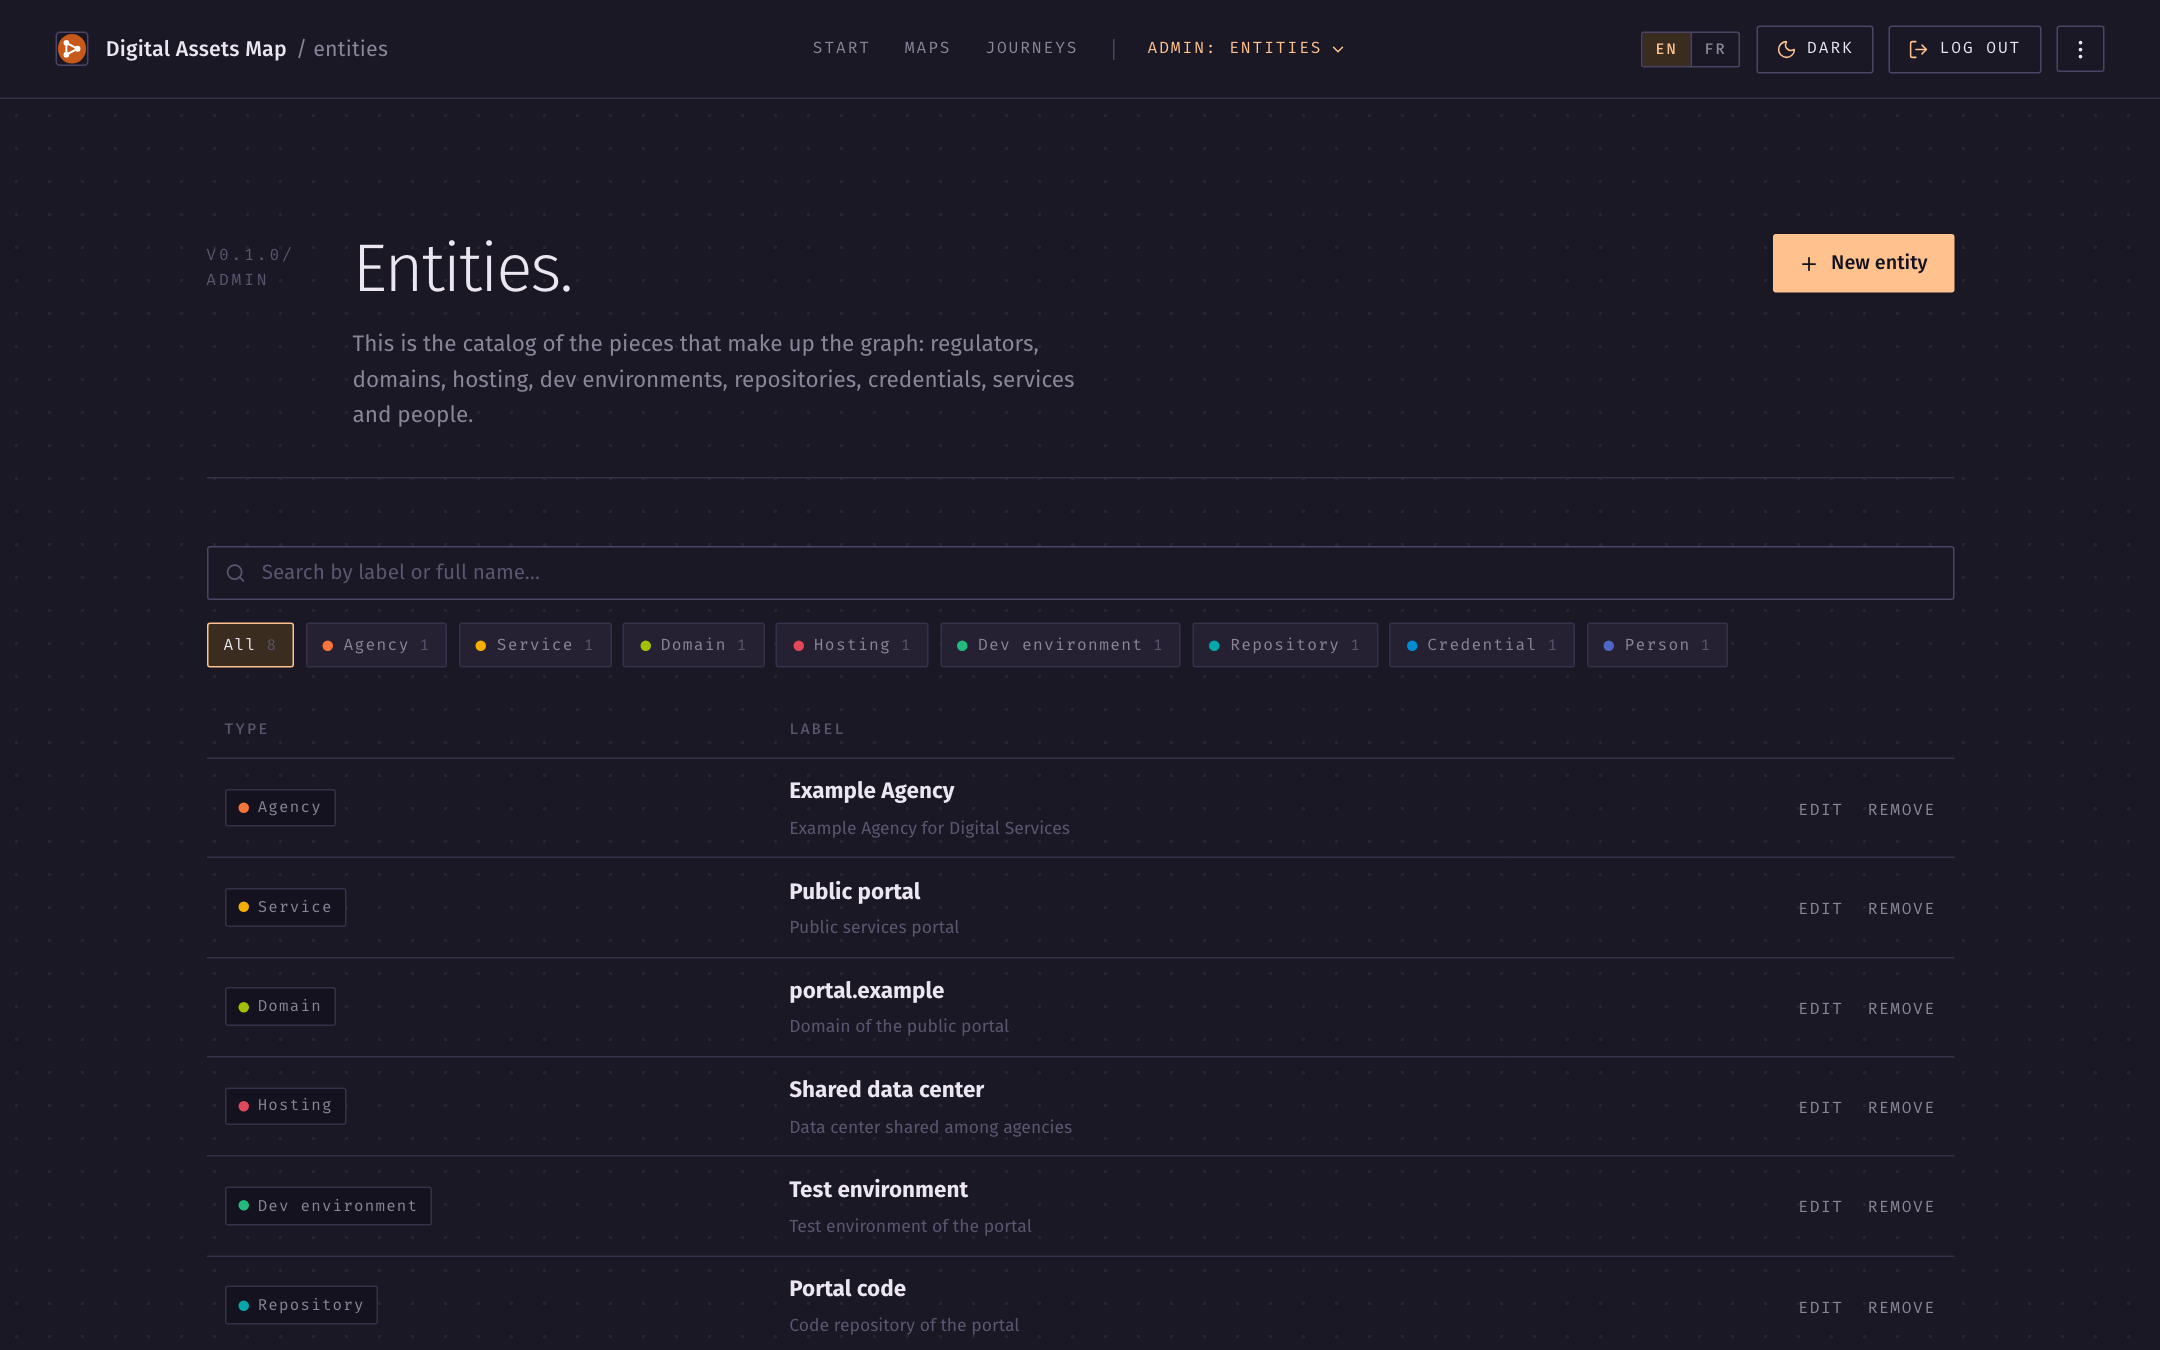 Digital Assets Map / entities
START MAPS JOURNEYS ADMIN: ENTITIES
EN FR DARK LOG OUT
V0.1.0/
ADMIN
Entities.
New entity
This is the catalog of the pieces that make up the graph: regulators,
domains, hosting, dev environments, repositories, credentials, services
and people.
Search by label or full name...
All 8 Agency 1 Service 1 Domain 1 Hosting 1 Dev environment 1 Repository 1 Credential 1 Person 1
TYPE LABEL
Agency
Example Agency
Example Agency for Digital Services
EDIT REMOVE
Service
Public portal
Public services portal
EDIT REMOVE
Domain
portal.example
Domain of the public portal
EDIT REMOVE
Hosting
Shared data center
Data center shared among agencies
EDIT REMOVE
Dev environment
Test environment
Test environment of the portal
EDIT REMOVE
Repository
Portal code
Code repository of the portal
EDIT REMOVE